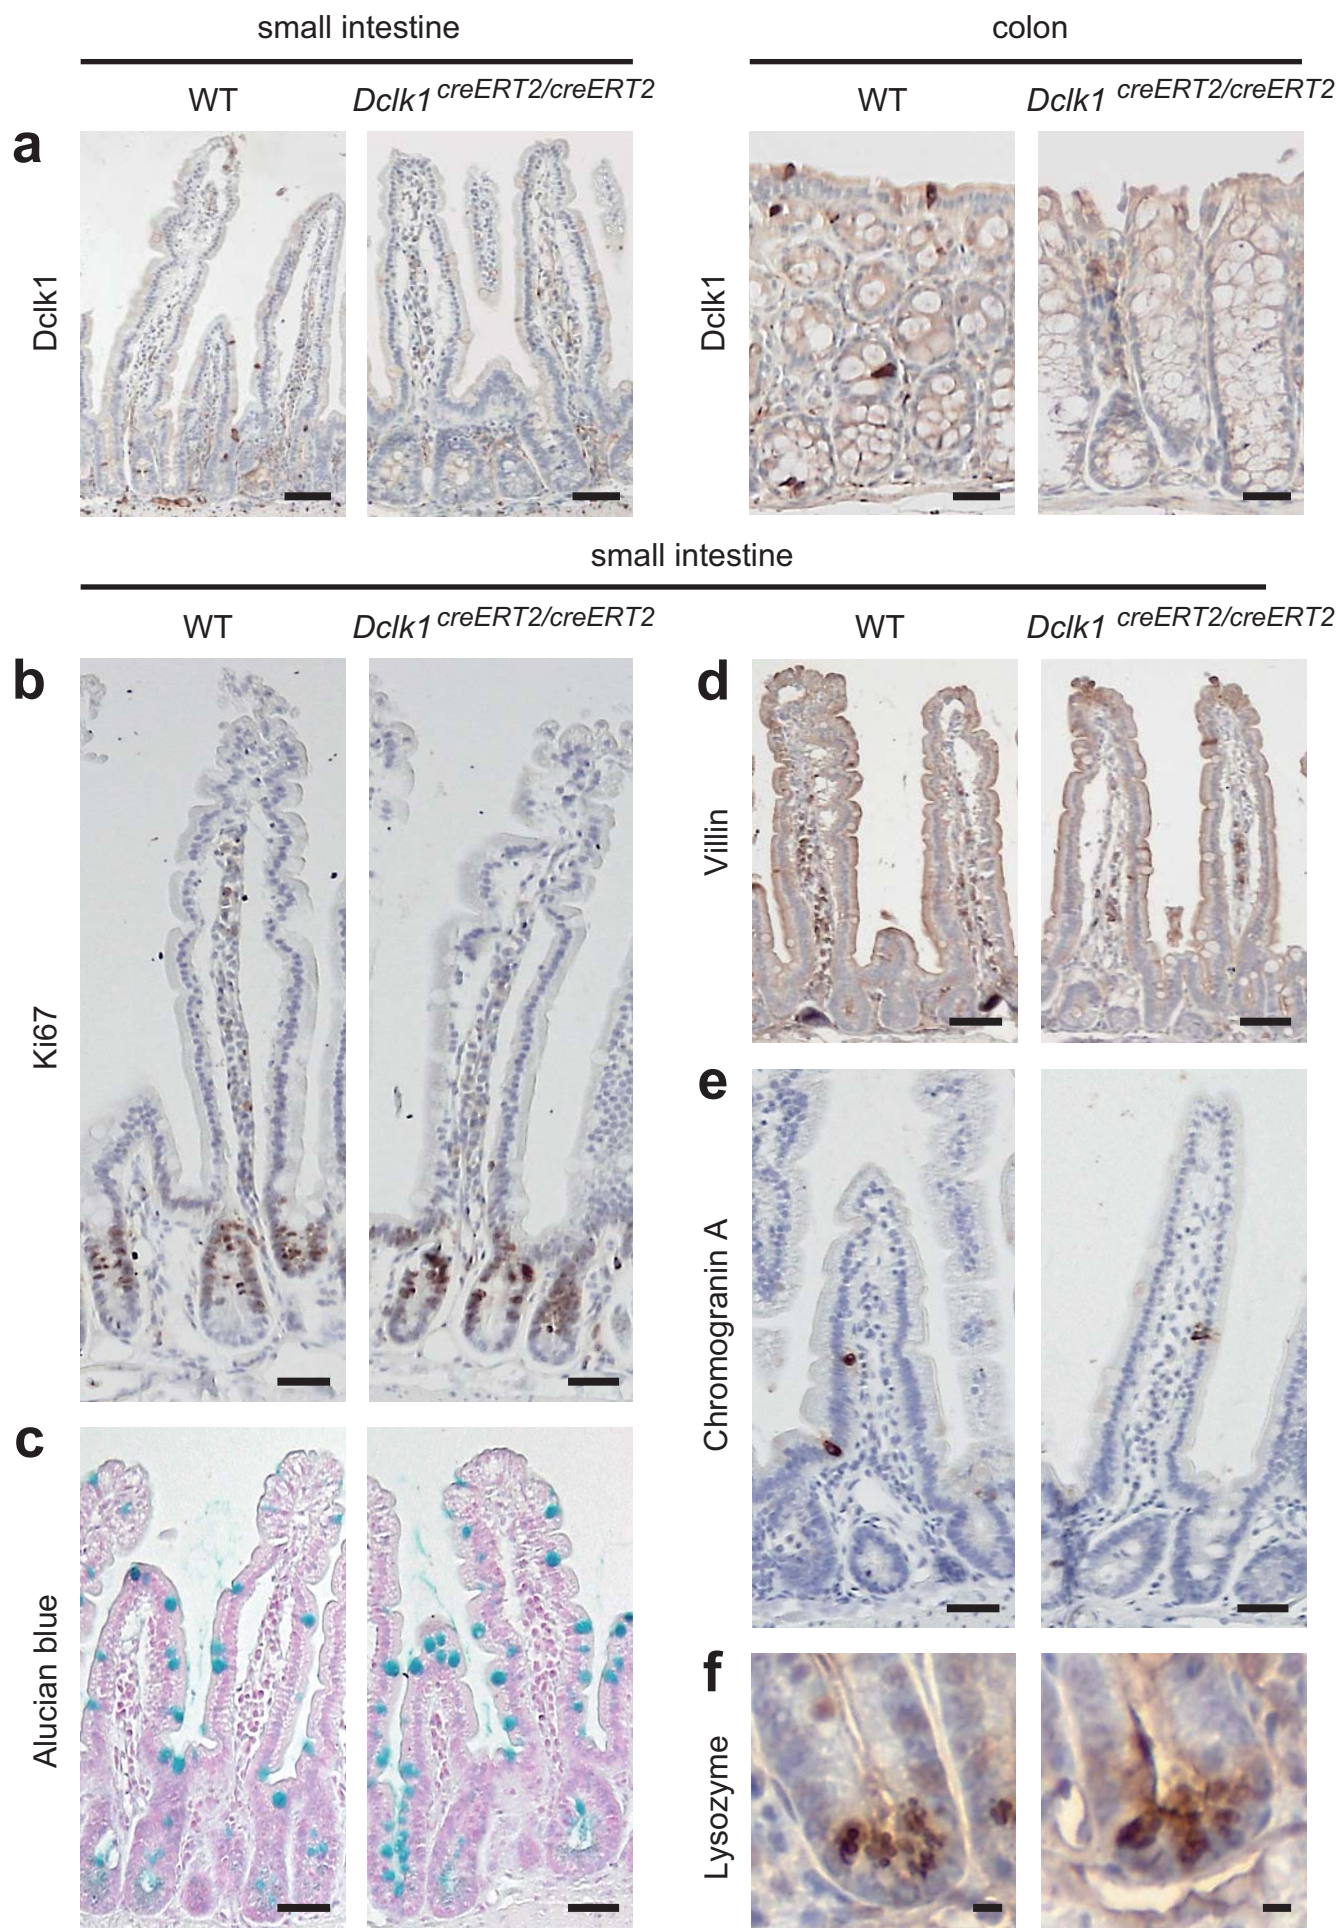 small intestine
colon
WT
Dclk1 creERT2/creERT2
WT
Dclk1 creERT2/creERT2
a
Dclk1
Dclk1
small intestine
WT
Dclk1 creERT2/creERT2
WT
Dclk1 creERT2/creERT2
b
Ki67
d
Villin
e
Chromogranin A
c
Alucian blue
f
Lysozyme